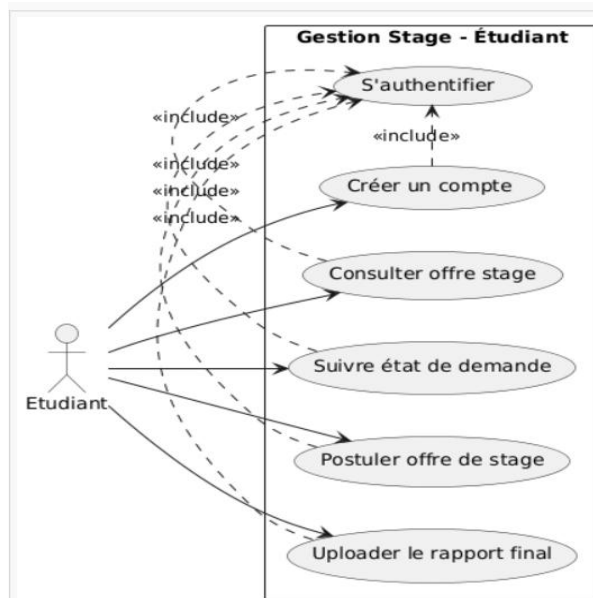 Gestion Stage - Étudiant
S'authentifier
«include»
«include»
Créer un compte
«include»
«include»
«include»
Consulter offre stage
Suivre état de demande
Etudiant
Postuler offre de stage
Uploader le rapport final